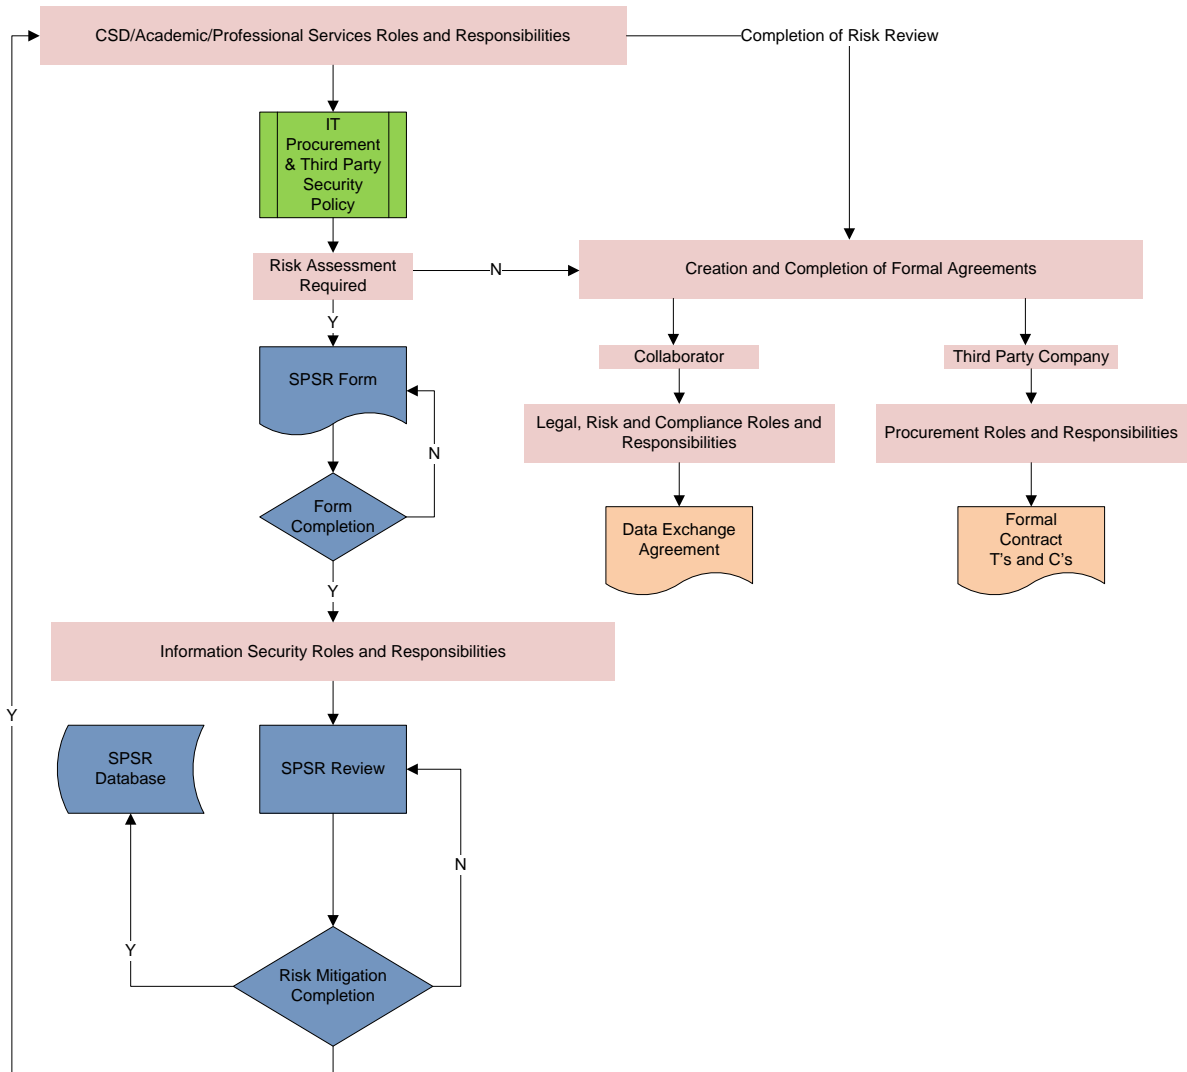 CSD/Academic/Professional Services Roles and Responsibilities
Completion of Risk Review
IT
Procurement
& Third Party
Security
Policy
Risk Assessment
Required
N
Creation and Completion of Formal Agreements
Y
SPSR Form
Collaborator
Third Party Company
Legal, Risk and Compliance Roles and
Responsibilities
Procurement Roles and Responsibilities
N
Form
Completion
Data Exchange
Agreement
Formal
Contract
T's and C's
Y
Information Security Roles and Responsibilities
Y
SPSR
Database
SPSR Review
N
Y
Risk Mitigation
Completion